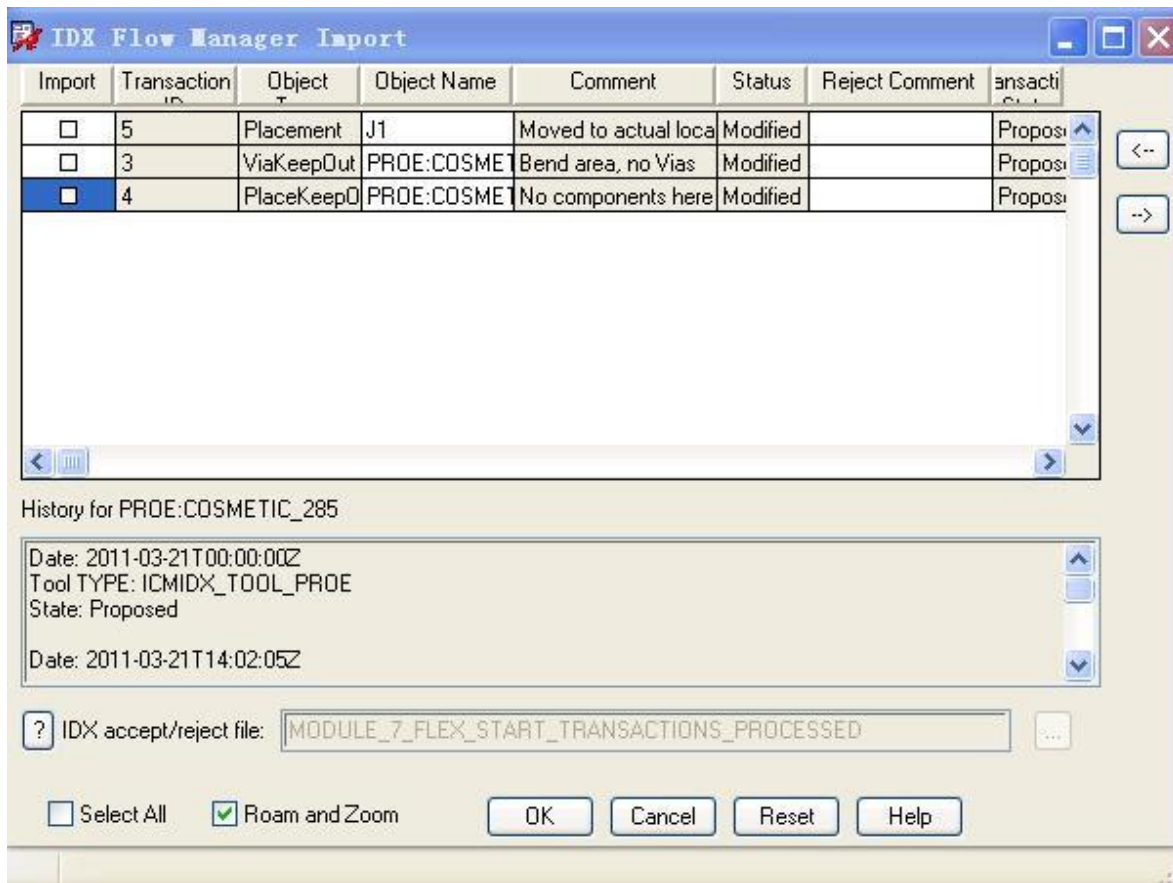 IDX Flow Manager Import
Import Transaction Object Object Name Comment Status Reject Comment ansacti
5 Placement J1 Moved to actual loca Modified Propos
3 ViaKeepOut PROE:COSMET Bend area, no Vias Modified Propos
4 PlaceKeepO PROE:COSMET No components here Modified Propos
<--
-->
History for PROE:COSMETIC_285
Date: 2011-03-21T00:00:00Z
Tool TYPE: ICMIDX_TOOL_PROE
State: Proposed
Date: 2011-03-21T14:02:05Z
? IDX accept/reject file: MODULE_7_FLEX_START_TRANSACTIONS_PROCESSED ...
Select All Roam and Zoom OK Cancel Reset Help